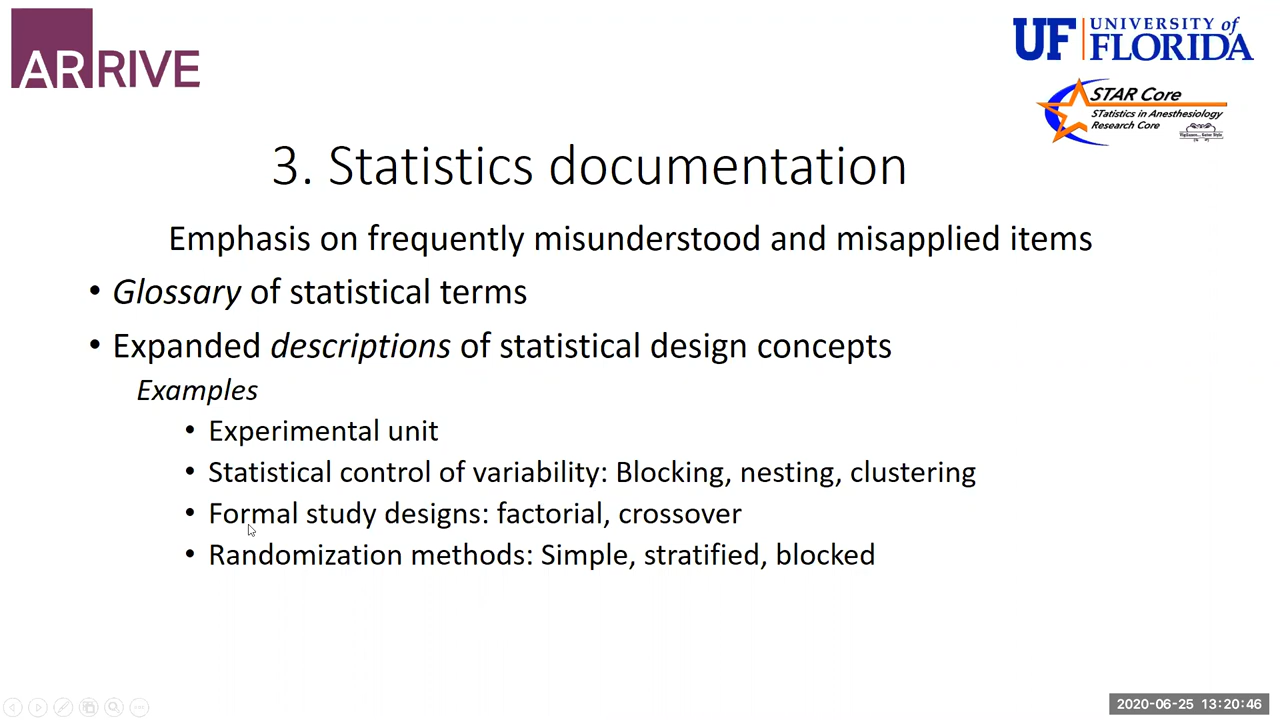 ARRIVE
UF UNIVERSITY of FLORIDA
STAR Core
STatistics in Anesthesiology
Research Core
3. Statistics documentation
Emphasis on frequently misunderstood and misapplied items
• Glossary of statistical terms
• Expanded descriptions of statistical design concepts
Examples
• Experimental unit
• Statistical control of variability: Blocking, nesting, clustering
• Formal study designs: factorial, crossover
• Randomization methods: Simple, stratified, blocked
2020-06-25 13:20:46